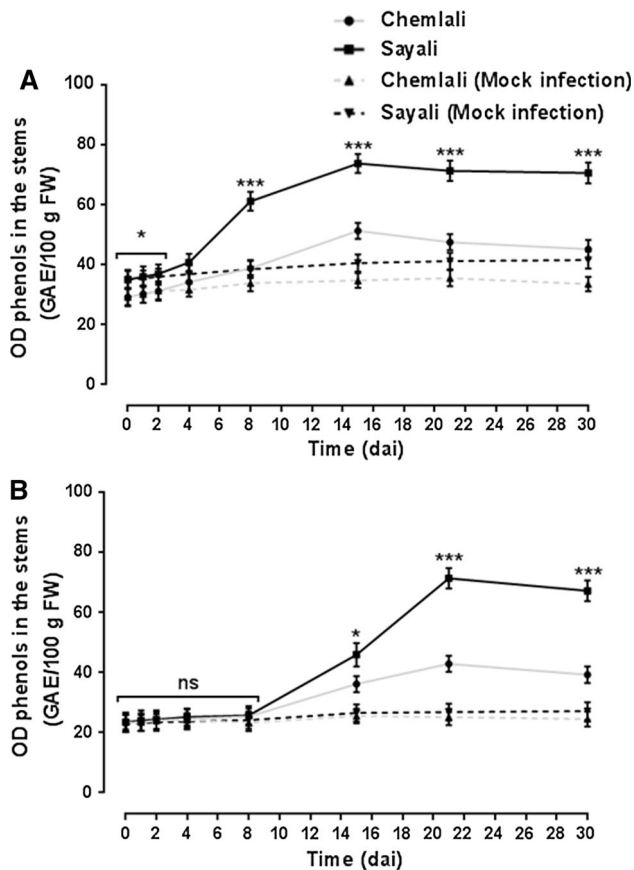 Chemlali
Sayali
Chemlali (Mock infection)
Sayali (Mock infection)
A
OD phenols in the stems
(GAE/100 g FW)
100
80
60
40
20
0
*
***
***
***
***
0 2 4 6 8 10 12 14 16 18 20 22 24 26 28 30
Time (dai)
B
OD phenols in the stems
(GAE/100 g FW)
100
80
60
40
20
0
ns
*
***
***
0 2 4 6 8 10 12 14 16 18 20 22 24 26 28 30
Time (dai)